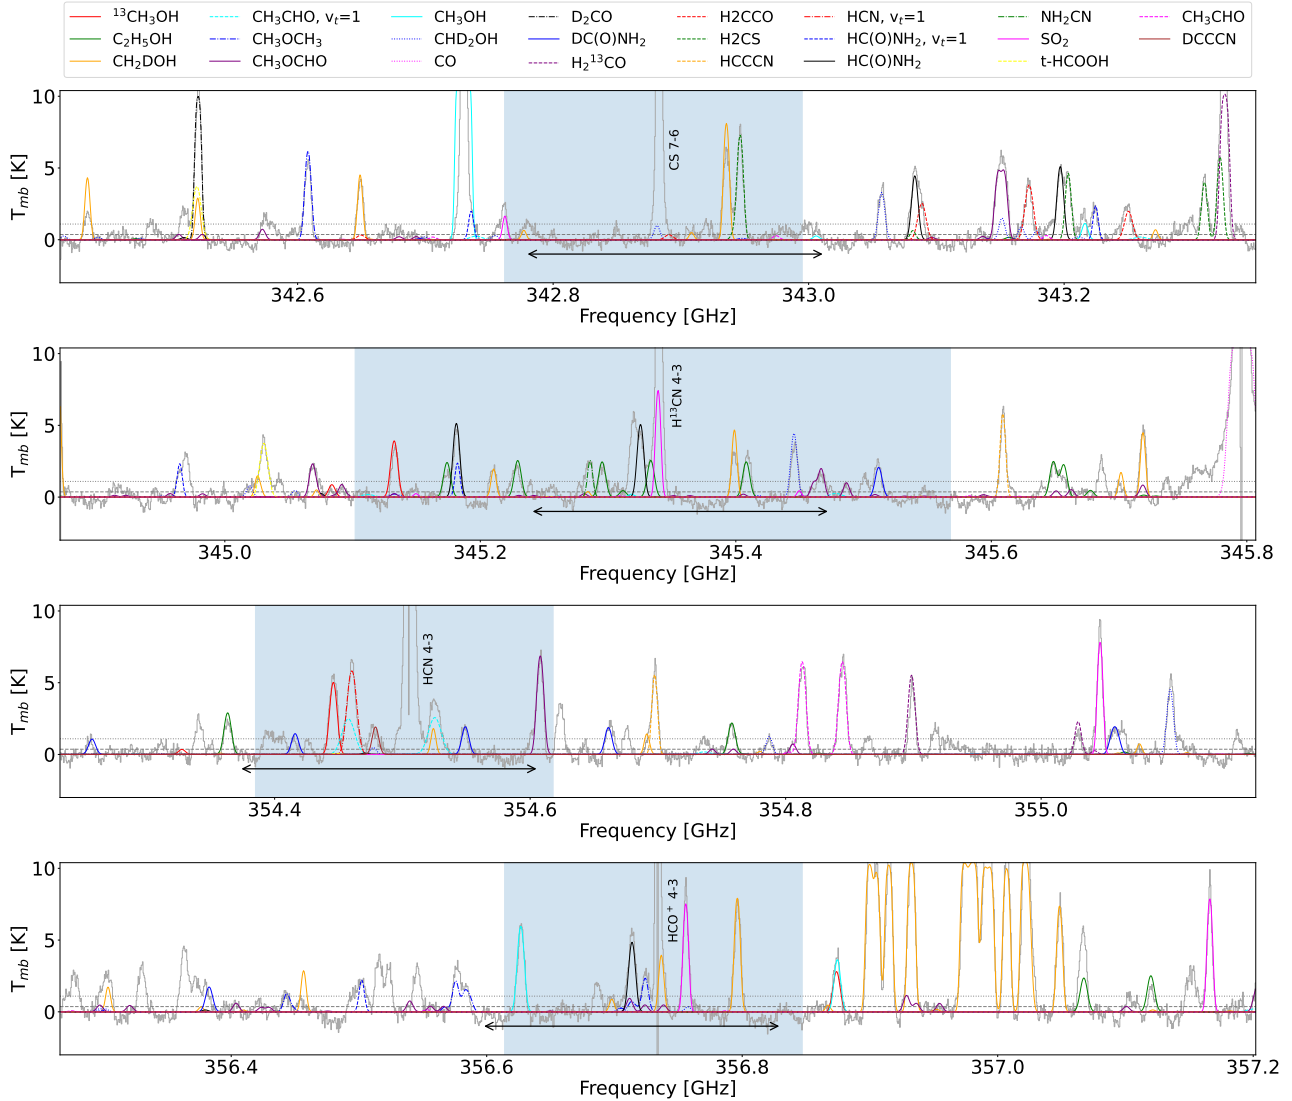 ¹³CH₃OH CH₃CHO, vₜ=1 CH₃OH D₂CO H2CCO HCN, vₜ=1 NH₂CN CH₃CHO
C₂H₅OH CH₃OCH₃ CHD₂OH DC(O)NH₂ H2CS HC(O)NH₂, vₜ=1 SO₂ DCCCN
CH₂DOH CH₃OCHO CO H₂¹³CO HCCCN HC(O)NH₂ t-HCOOH
10
5
0
T_mb [K]
CS 7-6
342.6 342.8 343.0 343.2
Frequency [GHz]
10
5
0
T_mb [K]
H¹³CN 4-3
345.0 345.2 345.4 345.6 345.8
Frequency [GHz]
10
5
0
T_mb [K]
HCN 4-3
354.4 354.6 354.8 355.0
Frequency [GHz]
10
5
0
T_mb [K]
HCO⁺ 4-3
356.4 356.6 356.8 357.0 357.2
Frequency [GHz]